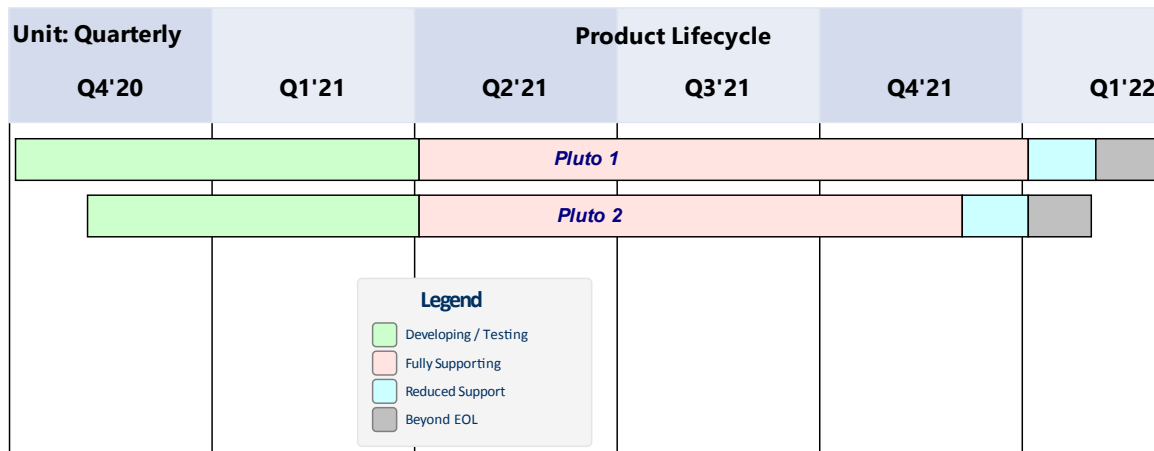 Unit: Quarterly
Product Lifecycle
Q4'20 Q1'21 Q2'21 Q3'21 Q4'21 Q1'22
Pluto 1
Pluto 2
Legend
Developing / Testing
Fully Supporting
Reduced Support
Beyond EOL